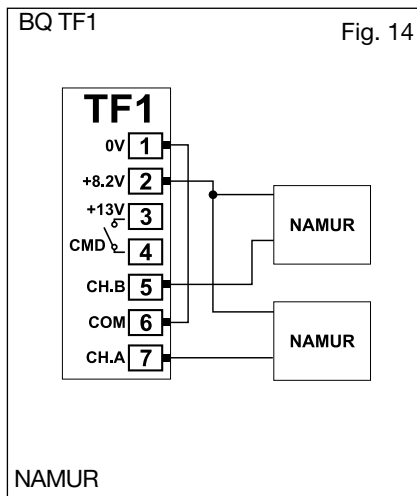 BQ TF1
Fig. 14
TF1
0V 1
+8.2V 2
+13V 3
CMD 4
CH.B 5
COM 6
CH.A 7
NAMUR
NAMUR
NAMUR